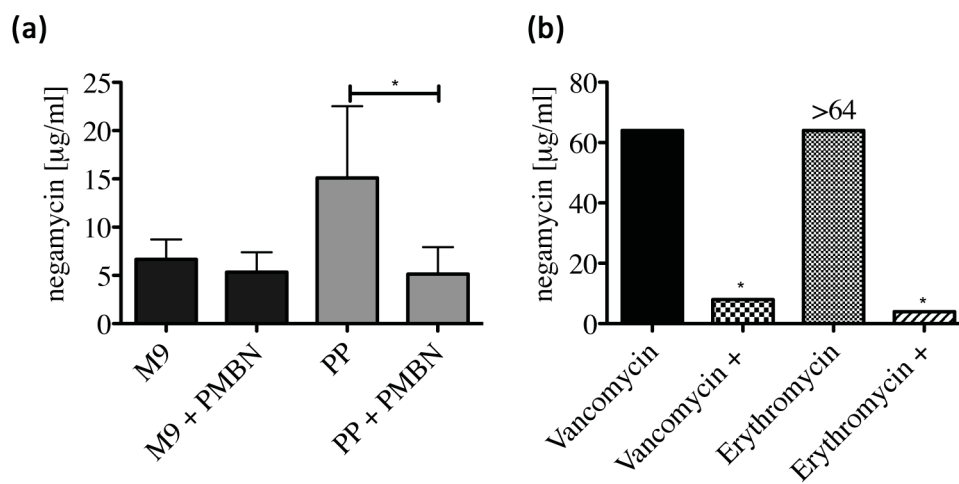 (a)
negamycin [µg/ml]
25
20
15
10
5
0
*
M9
M9 + PMBN
PP
PP + PMBN
(b)
negamycin [µg/ml]
80
60
40
20
0
>64
*
*
Vancomycin
Vancomycin +
Erythromycin
Erythromycin +